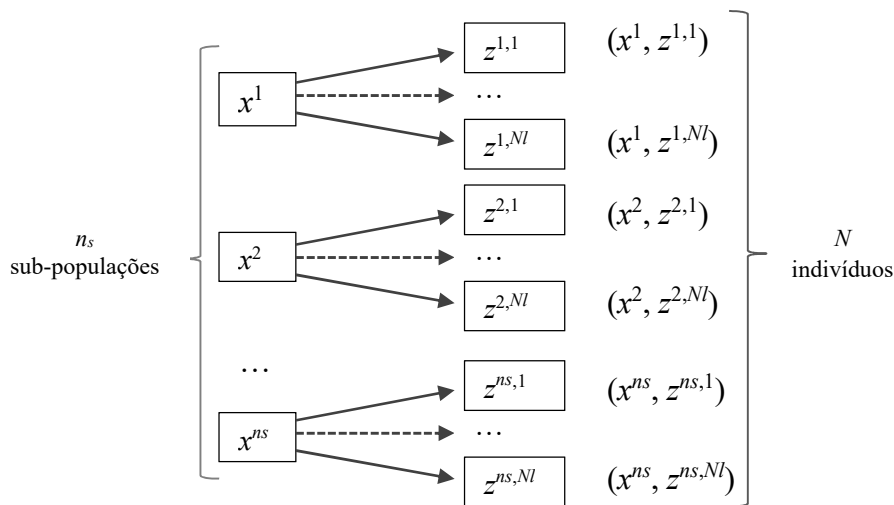 z^{1,1} (x^1, z^{1,1})
x^1 ...
z^{1,Nl} (x^1, z^{1,Nl})
z^{2,1} (x^2, z^{2,1})
n_s
sub-populações
x^2 ...
N
indivíduos
z^{2,Nl} (x^2, z^{2,Nl})
...
z^{ns,1} (x^{ns}, z^{ns,1})
x^{ns} ...
z^{ns,Nl} (x^{ns}, z^{ns,Nl})